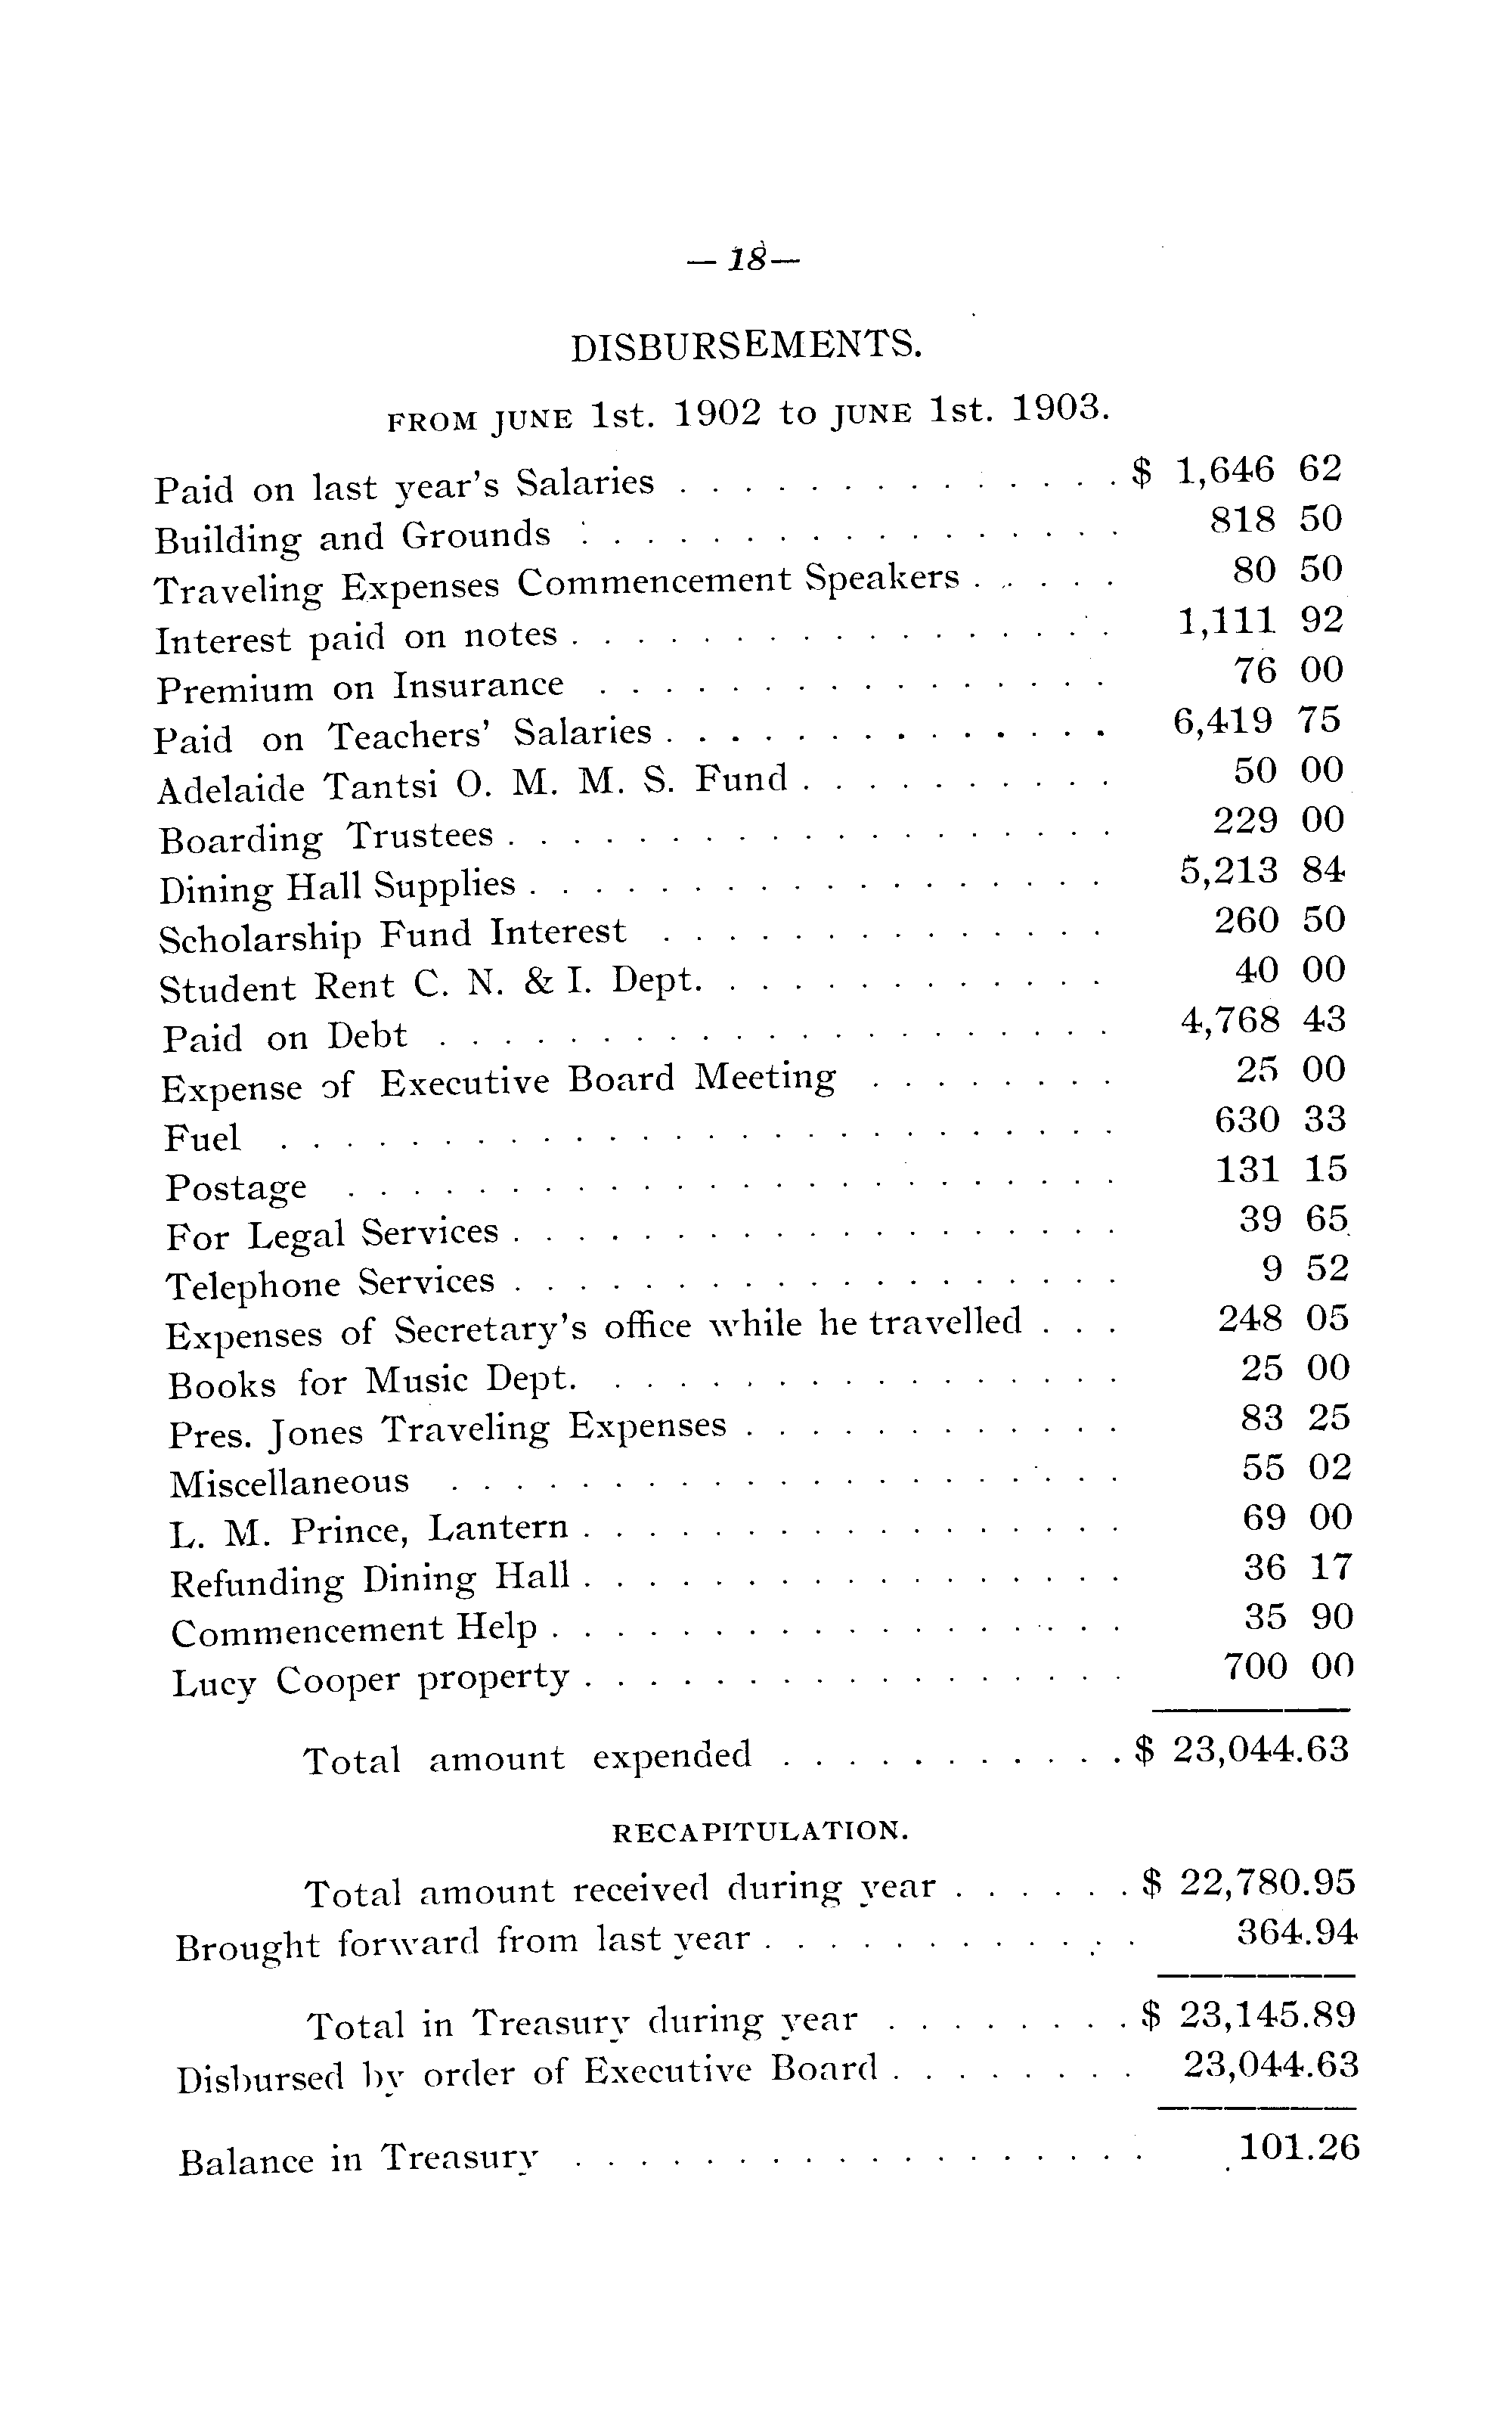 — 18 —
DISBURSEMENTS.
FROM JUNE 1st. 1902 to JUNE 1st. 1903.
Paid on last year's Salaries . . . . . . . . . . . . . . $ 1,646 62
Building and Grounds . . . . . . . . . . . . . . . . . 818 50
Traveling Expenses Commencement Speakers . . . . . 80 50
Interest paid on notes . . . . . . . . . . . . . . . . . 1,111 92
Premium on Insurance . . . . . . . . . . . . . . . . 76 00
Paid on Teachers' Salaries . . . . . . . . . . . . . . 6,419 75
Adelaide Tantsi O. M. M. S. Fund . . . . . . . . . . 50 00
Boarding Trustees . . . . . . . . . . . . . . . . . . . 229 00
Dining Hall Supplies . . . . . . . . . . . . . . . . . . 5,213 84
Scholarship Fund Interest . . . . . . . . . . . . . . 260 50
Student Rent C. N. & I. Dept. . . . . . . . . . . . . 40 00
Paid on Debt . . . . . . . . . . . . . . . . . . . . . 4,768 43
Expense of Executive Board Meeting . . . . . . . . 25 00
Fuel . . . . . . . . . . . . . . . . . . . . . . . . . . 630 33
Postage . . . . . . . . . . . . . . . . . . . . . . . . 131 15
For Legal Services . . . . . . . . . . . . . . . . . . . 39 65
Telephone Services . . . . . . . . . . . . . . . . . . . 9 52
Expenses of Secretary's office while he travelled . . . 248 05
Books for Music Dept. . . . . . . . . . . . . . . . . 25 00
Pres. Jones Traveling Expenses . . . . . . . . . . . . 83 25
Miscellaneous . . . . . . . . . . . . . . . . . . . . . 55 02
L. M. Prince, Lantern . . . . . . . . . . . . . . . . . 69 00
Refunding Dining Hall . . . . . . . . . . . . . . . . . 36 17
Commencement Help . . . . . . . . . . . . . . . . . . 35 90
Lucy Cooper property . . . . . . . . . . . . . . . . . 700 00
Total amount expended . . . . . . . . . . . $ 23,044.63
RECAPITULATION.
Total amount received during year . . . . . . $ 22,780.95
Brought forward from last year . . . . . . . . . . . . 364.94
Total in Treasury during year . . . . . . . . $ 23,145.89
Disbursed by order of Executive Board . . . . . . . . 23,044.63
Balance in Treasury . . . . . . . . . . . . . . . . . . 101.26